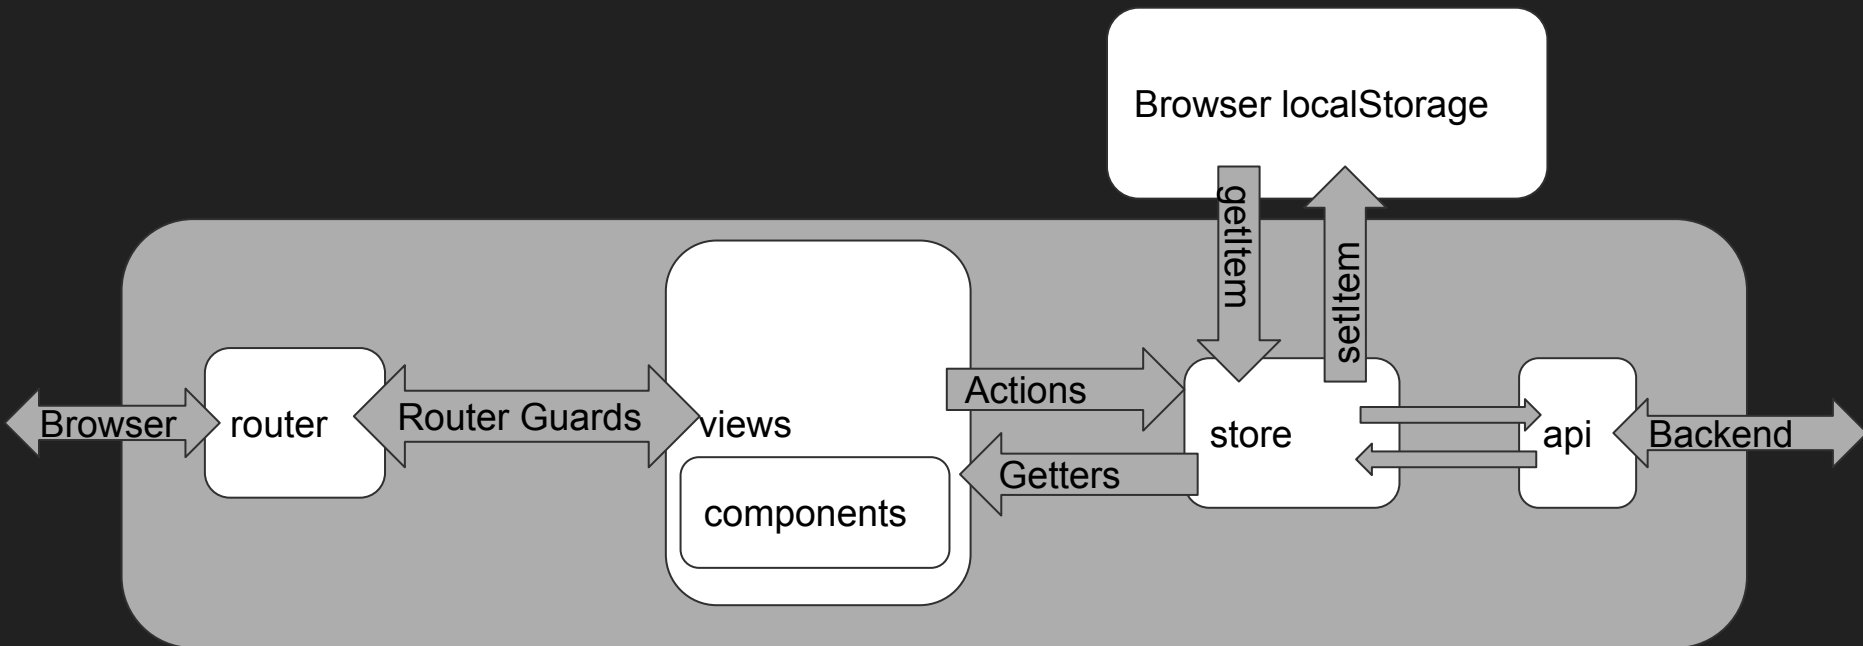 Browser localStorage
getItem
setItem
Browser
router
Router Guards
views
components
Actions
Getters
store
api
Backend